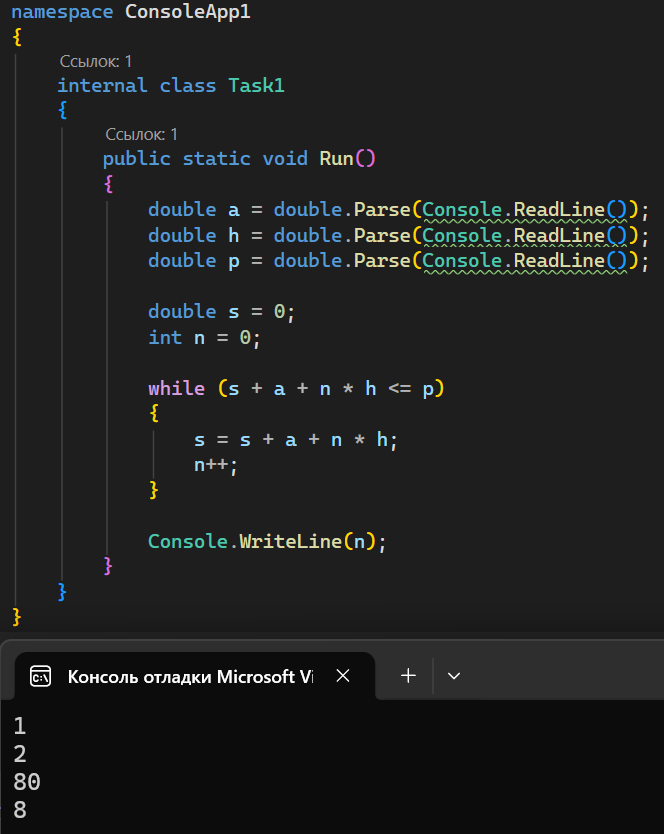 namespace ConsoleApp1
{
Ссылок: 1
internal class Task1
{
Ссылок: 1
public static void Run()
{
double a = double.Parse(Console.ReadLine());
double h = double.Parse(Console.ReadLine());
double p = double.Parse(Console.ReadLine());
double s = 0;
int n = 0;
while (s + a + n * h <= p)
{
s = s + a + n * h;
n++;
}
Console.WriteLine(n);
}
}
}
Консоль отладки Microsoft Vi
1
2
80
8